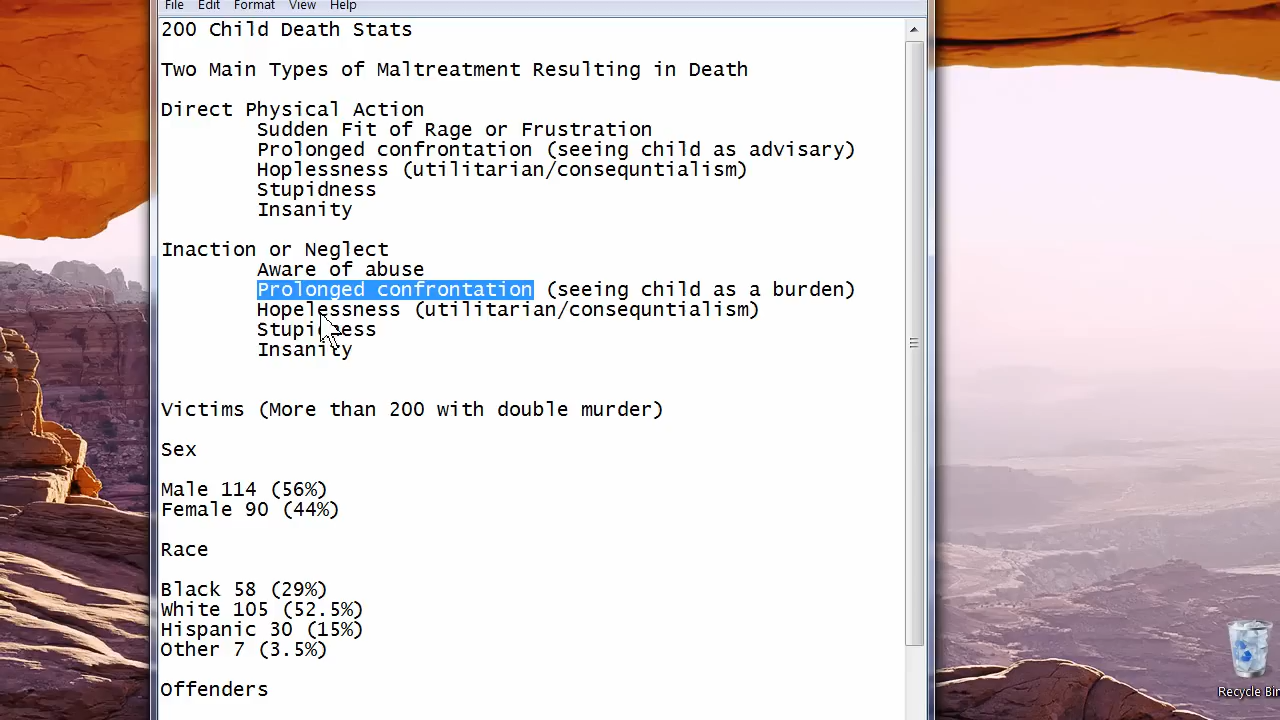 File Edit Format View Help
200 Child Death Stats
Two Main Types of Maltreatment Resulting in Death
Direct Physical Action
Sudden Fit of Rage or Frustration
Prolonged confrontation (seeing child as advisary)
Hoplessness (utilitarian/consequntialism)
Stupidness
Insanity
Inaction or Neglect
Aware of abuse
Prolonged confrontation (seeing child as a burden)
Hopelessness (utilitarian/consequntialism)
Stupidness
Insanity
Victims (More than 200 with double murder)
Sex
Male 114 (56%)
Female 90 (44%)
Race
Black 58 (29%)
White 105 (52.5%)
Hispanic 30 (15%)
Other 7 (3.5%)
Recycle Bin
Offenders